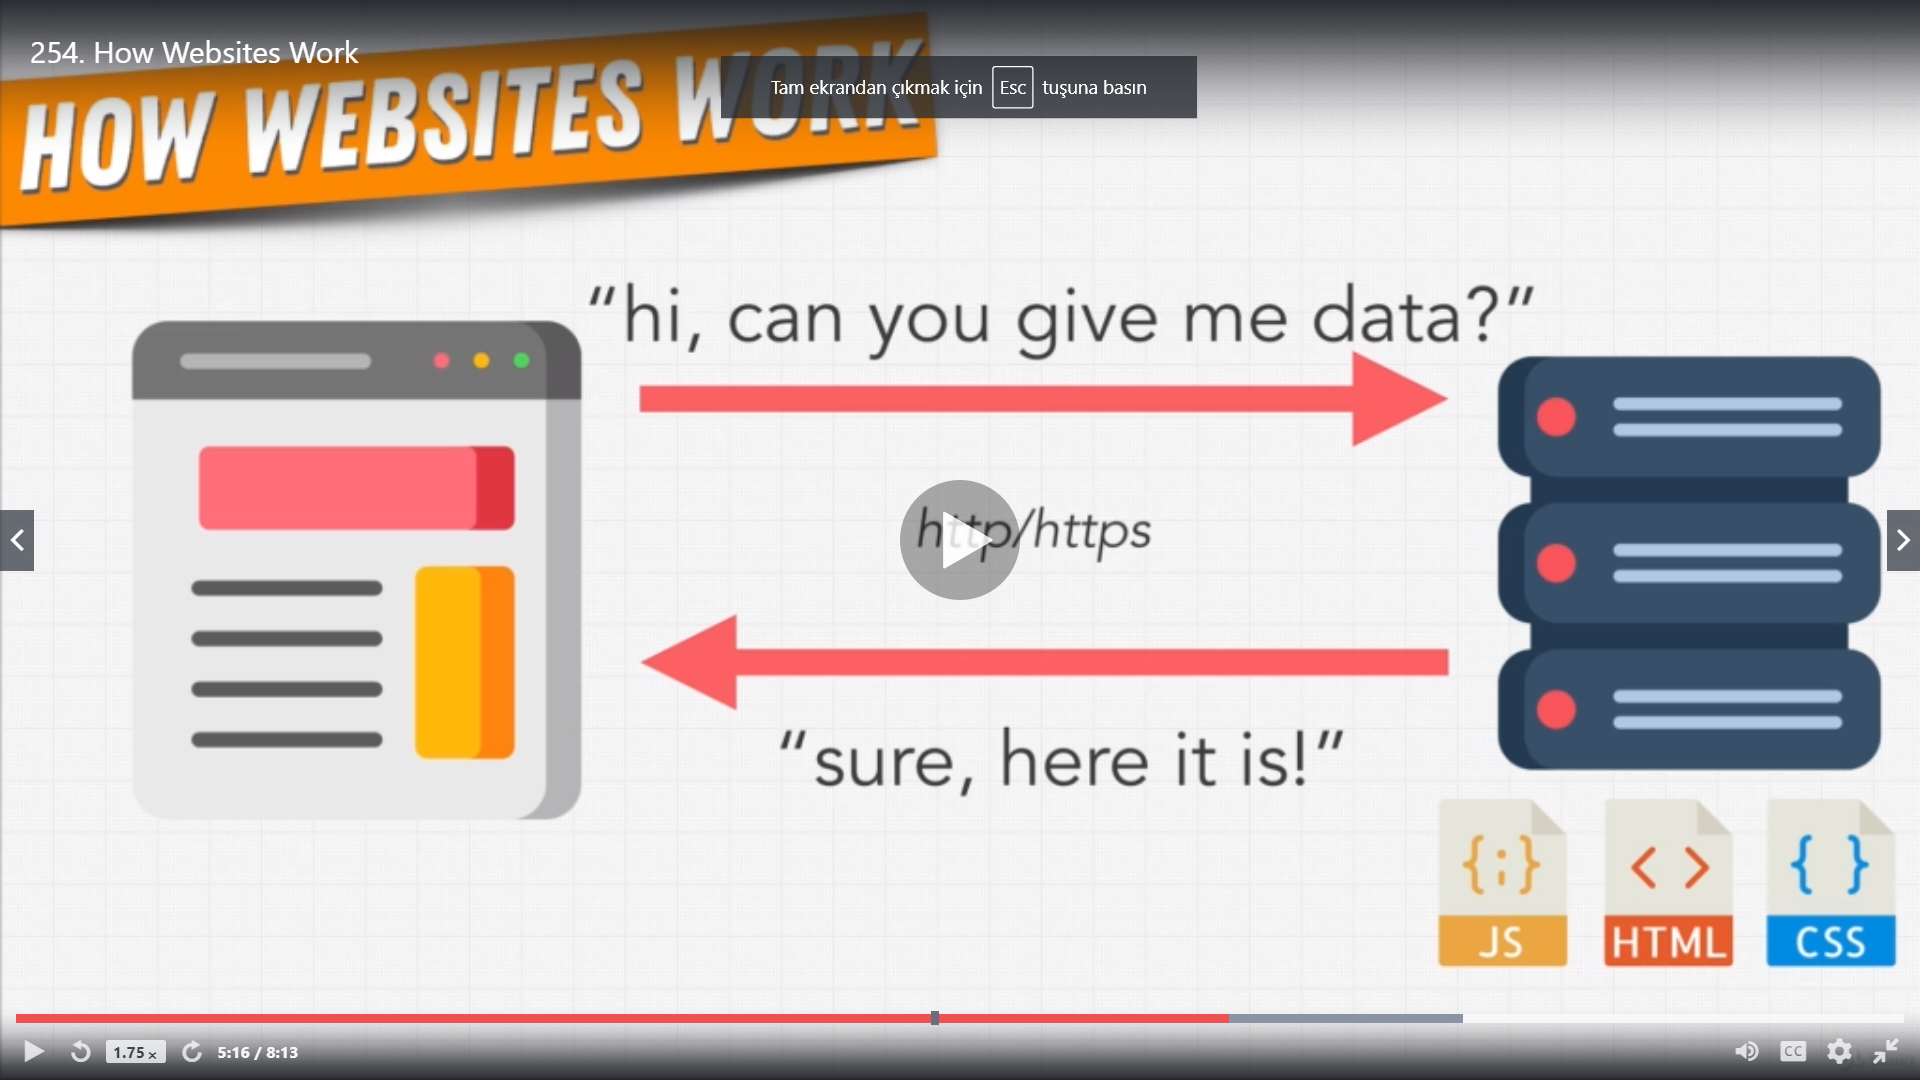 254. How Websites Work
HOW WEBSITES WORK
Tam ekrandan çıkmak için Esc tuşuna basın
“hi, can you give me data?”
http/https
“sure, here it is!”
{;} < > { }
JS HTML CSS
1.75 x 5:16 / 8:13 CC